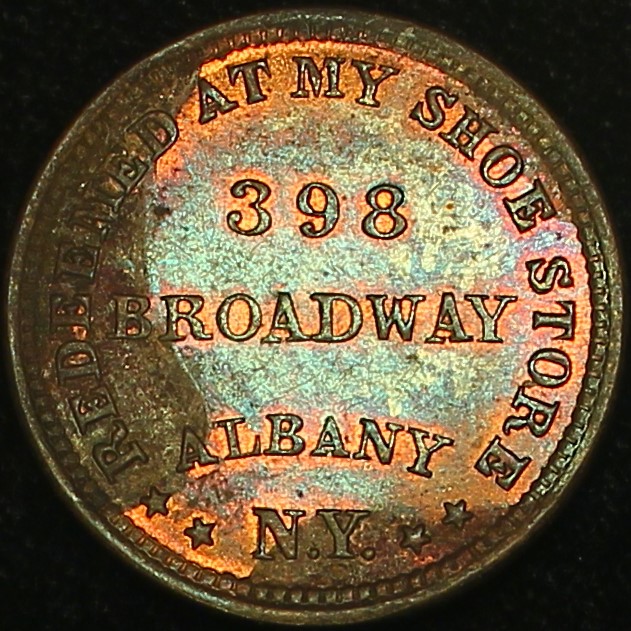 REDEEMED AT MY SHOE STORE
398
BROADWAY
ALBANY
N.Y.